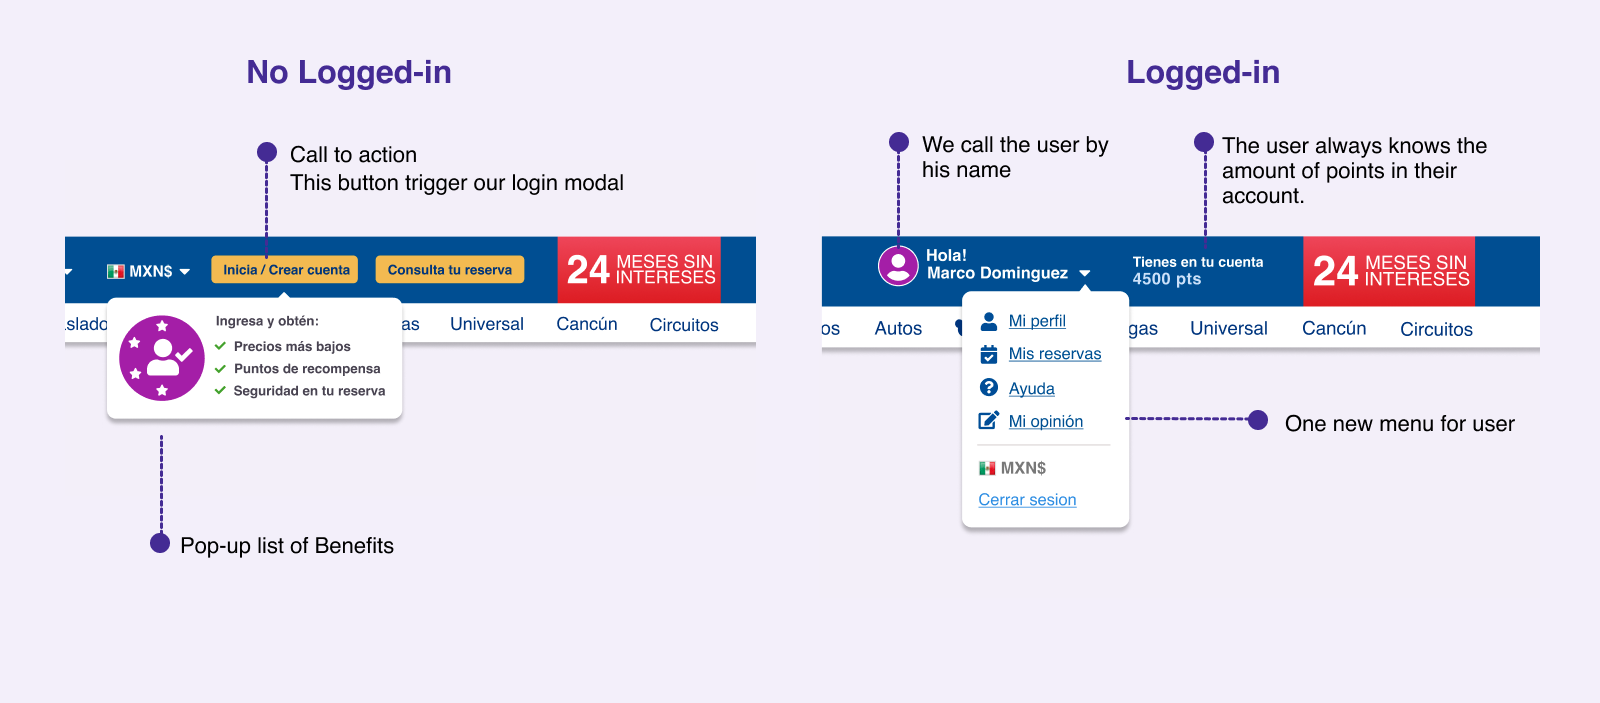 No Logged-in
Call to action
This button trigger our login modal
MXN$
Inicia / Crear cuenta
Consulta tu reserva
24 MESES SIN
INTERESES
slado
as
Universal
Cancún
Circuitos
Ingresa y obtén:
Precios más bajos
Puntos de recompensa
Seguridad en tu reserva
Pop-up list of Benefits
Logged-in
We call the user by
his name
The user always knows the
amount of points in their
account.
Hola!
Marco Dominguez
Tienes en tu cuenta
4500 pts
24 MESES SIN
INTERESES
os
Autos
gas
Universal
Cancún
Circuitos
Mi perfil
Mis reservas
Ayuda
Mi opinión
MXN$
Cerrar sesion
One new menu for user